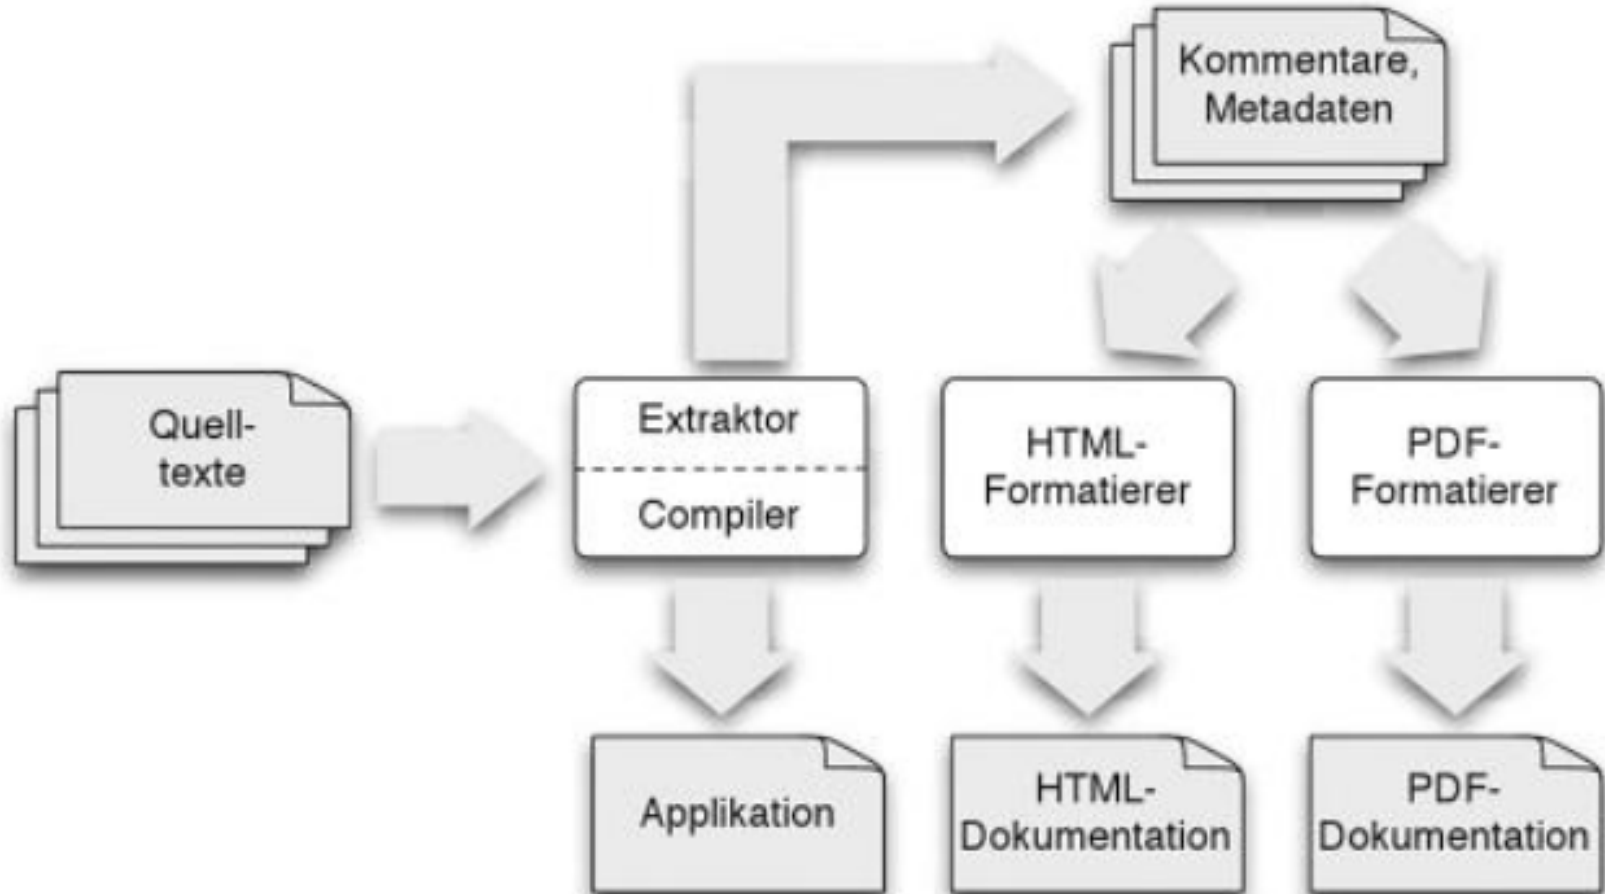 Kommentare,
Metadaten
Quell-
texte
Extraktor
Compiler
HTML-
Formatierer
PDF-
Formatierer
Applikation
HTML-
Dokumentation
PDF-
Dokumentation